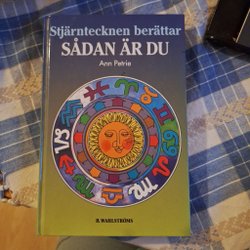 Stjärntecknen berättar
SÅDAN ÄR DU
Ann Petrie
B. WAHLSTRÖMS